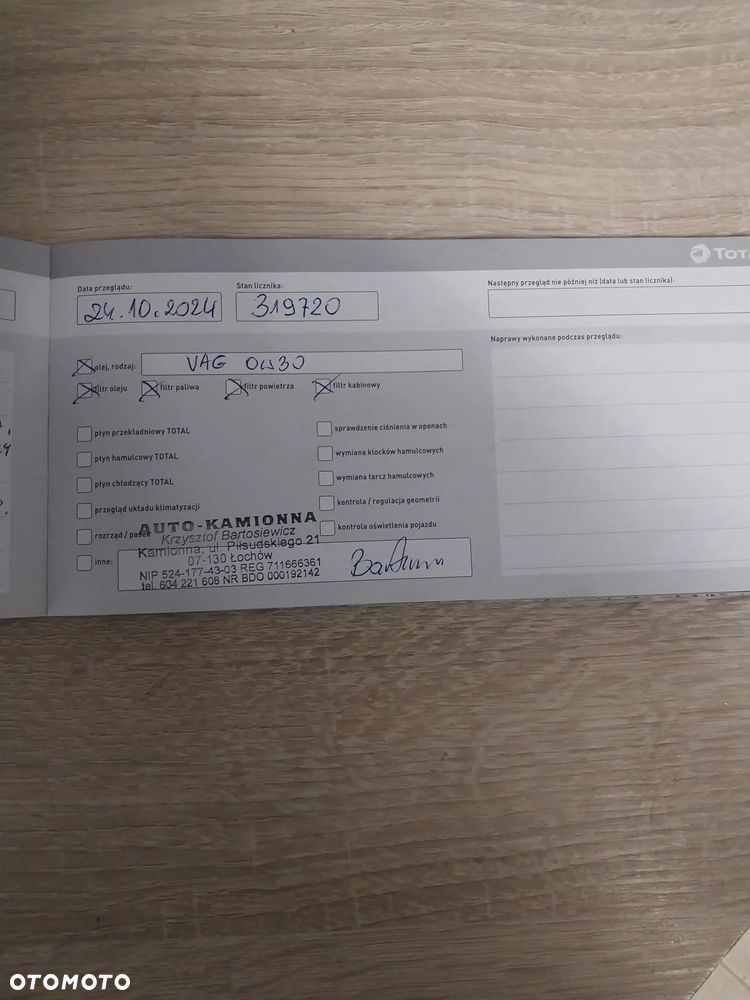 TOTA
Data przeglądu:
24.10.2024
Stan licznika:
319720
Następny przegląd nie później niż (data lub stan licznika):
olej, rodzaj: VAG 0W30
filtr oleju filtr paliwa filtr powietrza filtr kabinowy
płyn przekładniowy TOTAL
płyn hamulcowy TOTAL
płyn chłodzący TOTAL
przegląd układu klimatyzacji
rozrząd / pasek
inne:
sprawdzenie ciśnienia w oponach
wymiana klocków hamulcowych
wymiana tarcz hamulcowych
kontrola / regulacja geometrii
kontrola oświetlenia pojazdu
AUTO-KAMIONNA
Krzysztof Bartosiewicz
Kamionna, ul. Piłsudskiego 21
07-130 Łochów
NIP 524-177-43-03 REG 711666361
tel. 604 221 608 NR BDO 000192142
Naprawy wykonane podczas przeglądu:
OTOMOTO